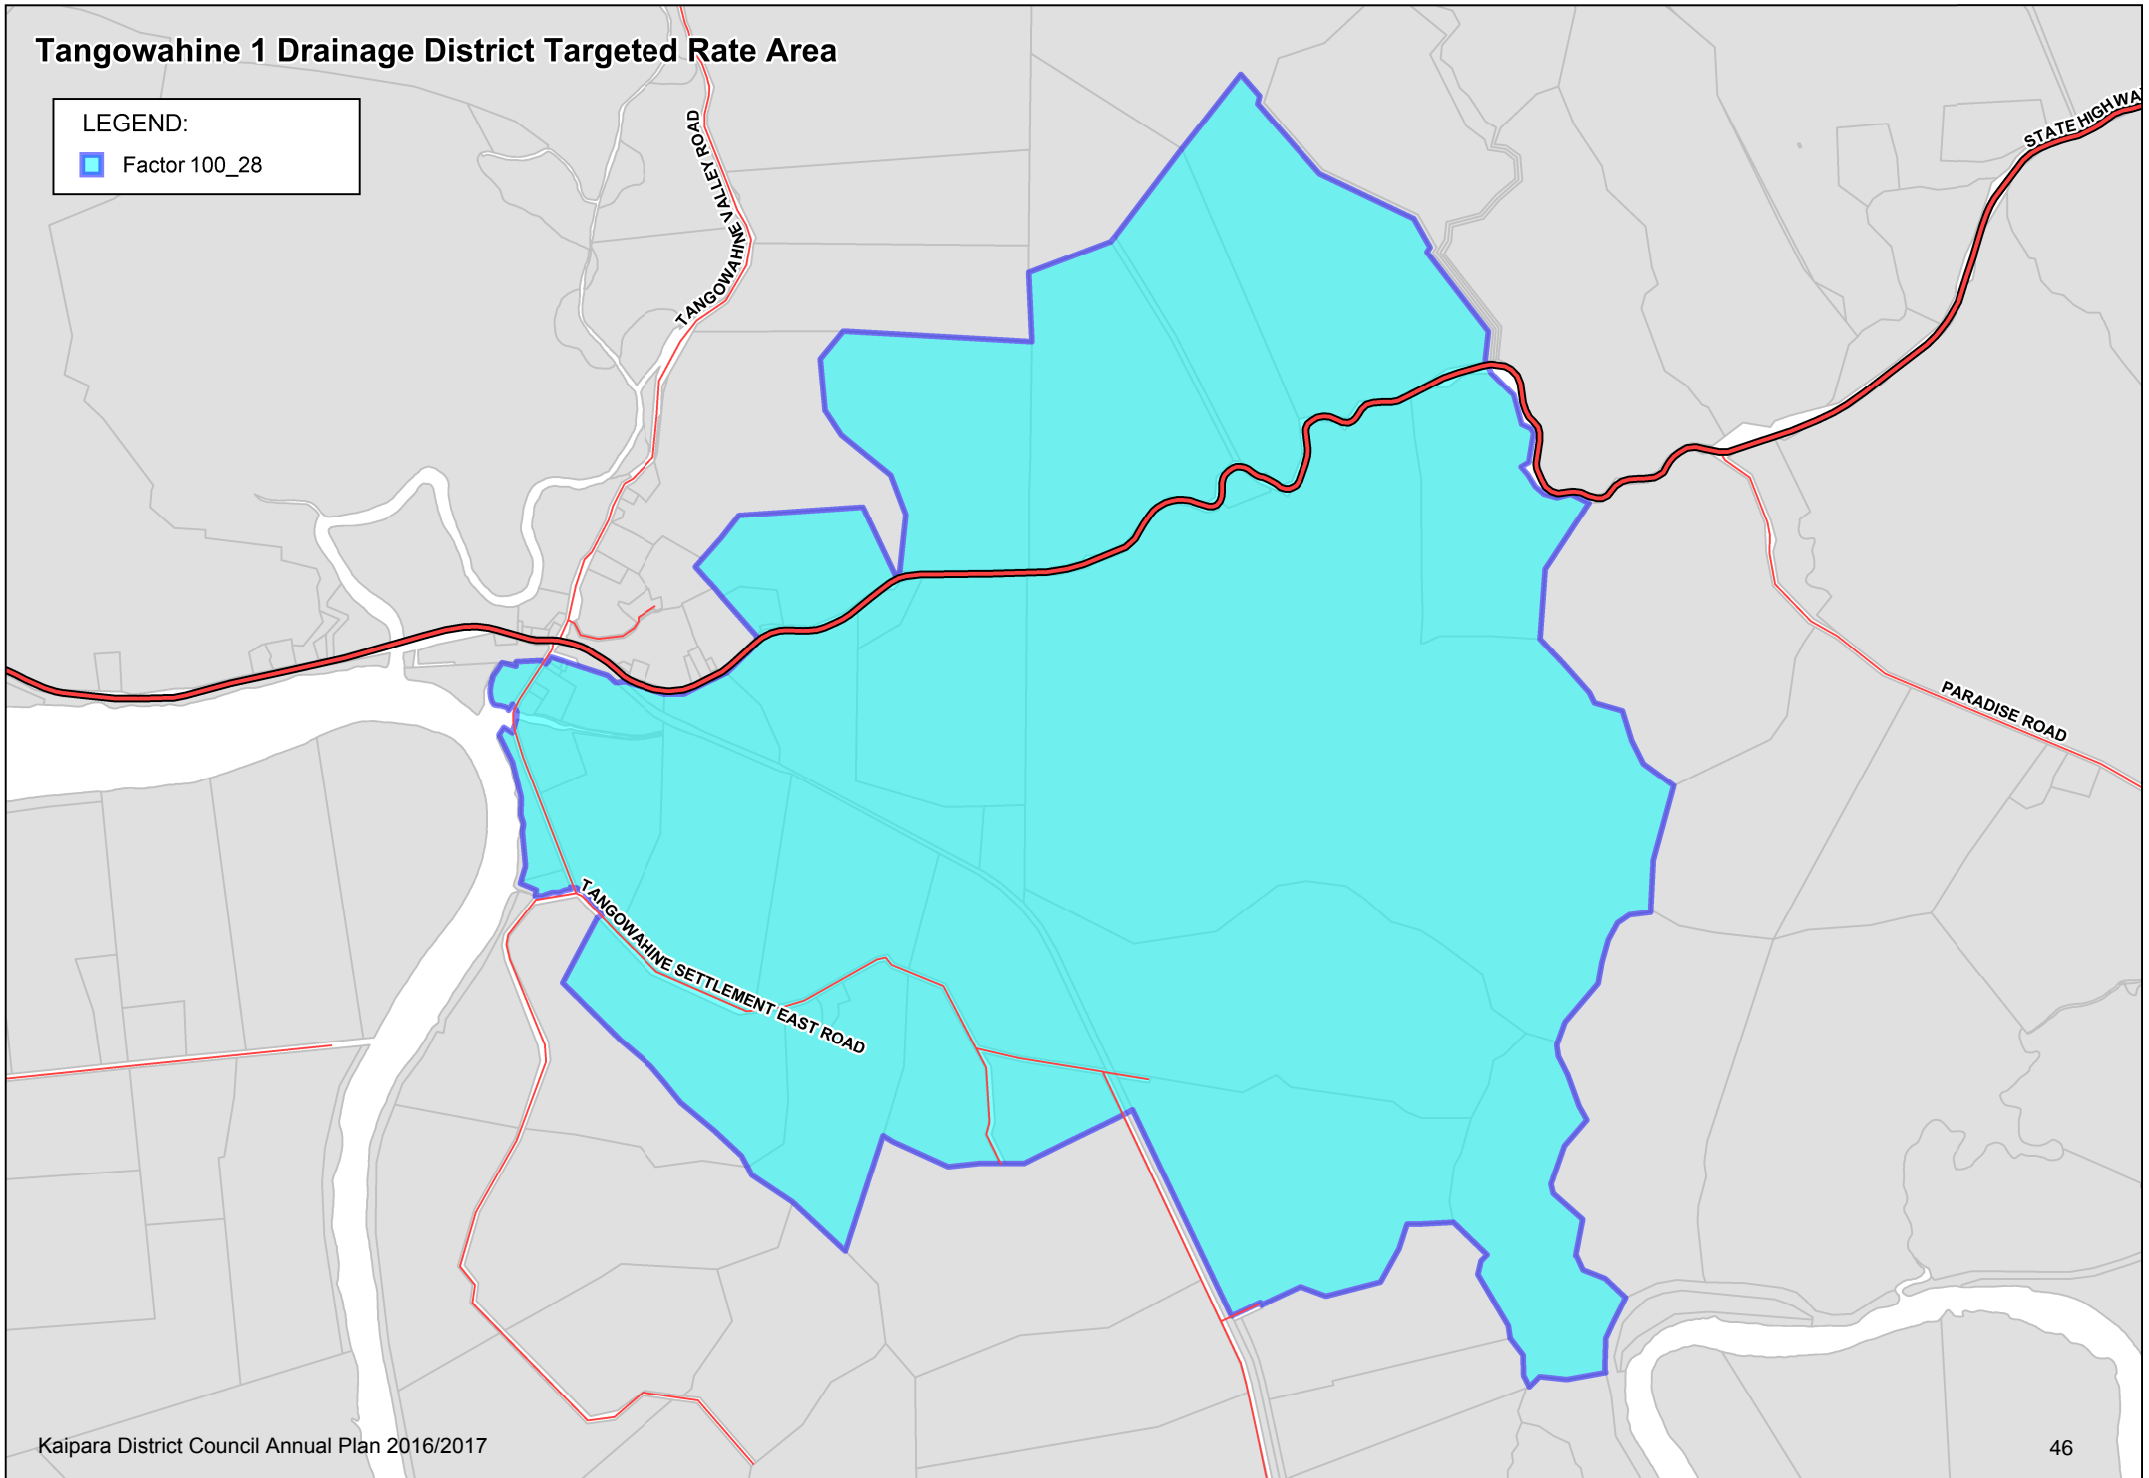 Tangowahine 1 Drainage District Targeted Rate Area
LEGEND:
Factor 100_28
TANGOWAHINE VALLEY ROAD
STATE HIGHWAY
PARADISE ROAD
TANGOWAHINE SETTLEMENT EAST ROAD
Kaipara District Council Annual Plan 2016/2017
46